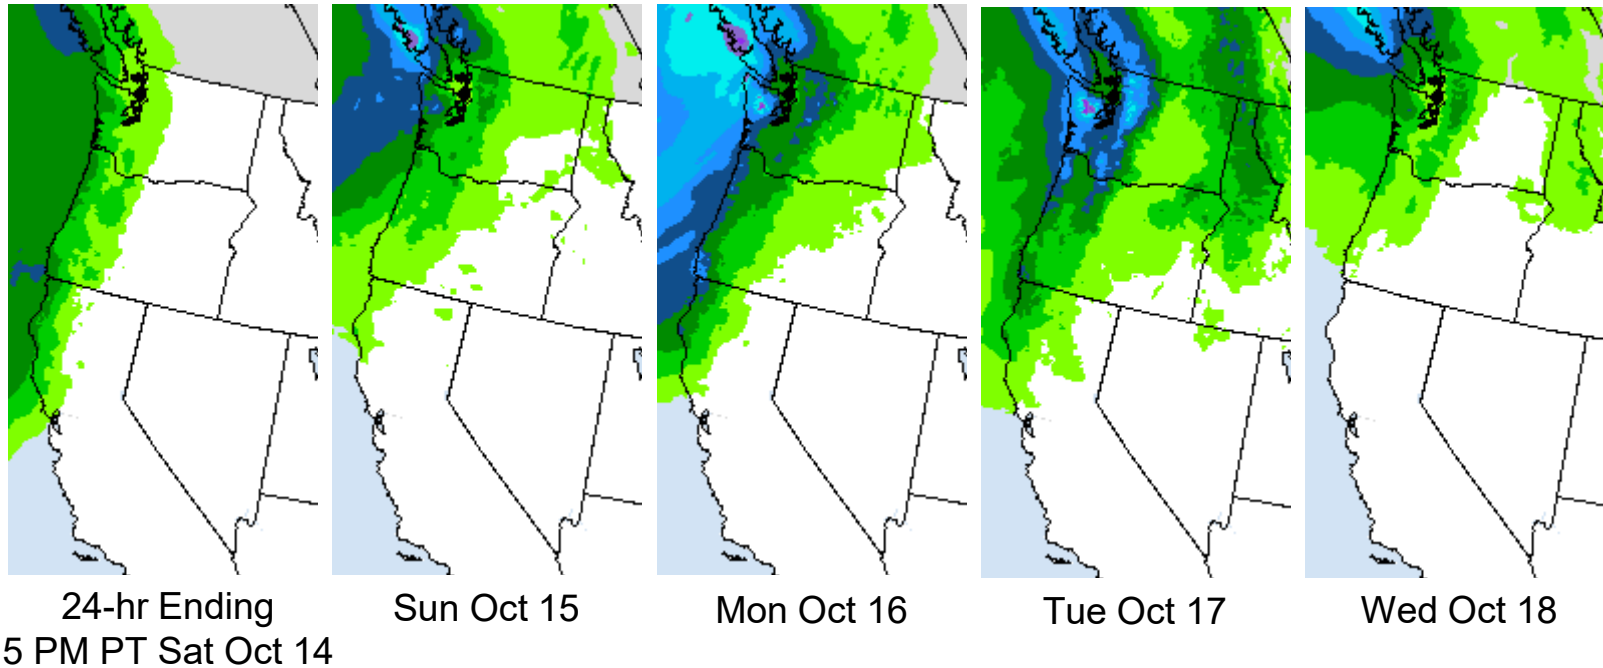 24-hr Ending
5 PM PT Sat Oct 14
Sun Oct 15
Mon Oct 16
Tue Oct 17
Wed Oct 18